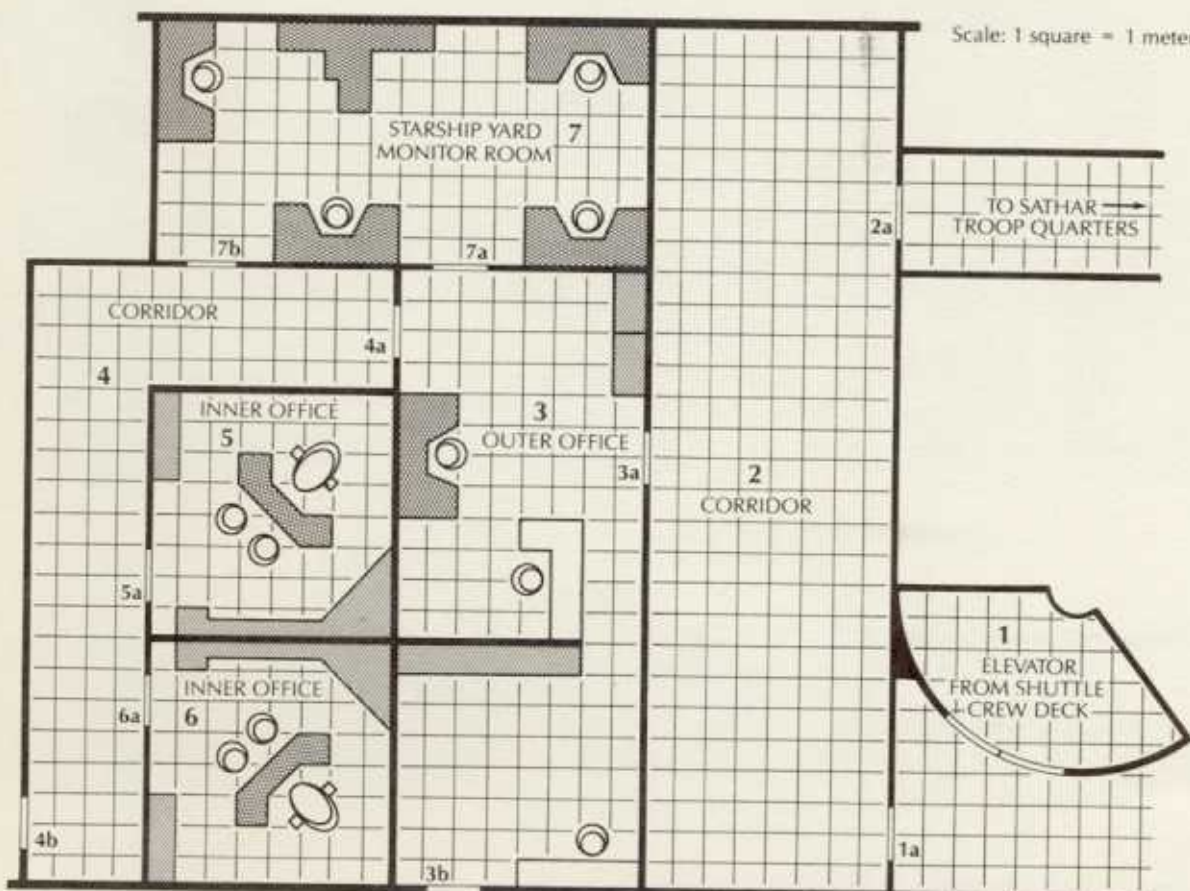 Scale: 1 square = 1 meter
STARSHIP YARD 7
MONITOR ROOM
2a
TO SATHAR →
TROOP QUARTERS
7b
7a
CORRIDOR
4a
4
INNER OFFICE
5
3
OUTER OFFICE
3a
2
CORRIDOR
5a
1
ELEVATOR
FROM SHUTTLE
CREW DECK
INNER OFFICE
6a
6
4b
3b
1a